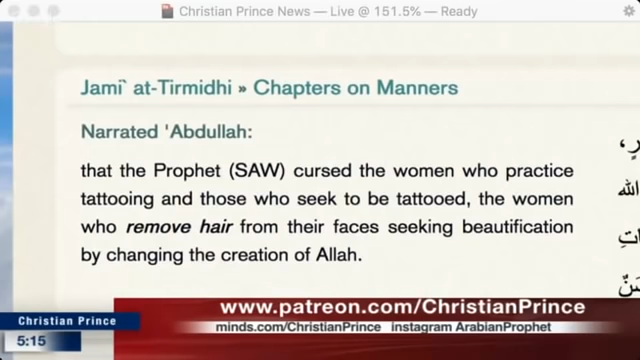 Christian Prince News — Live @ 151.5% — Ready
Jami` at-Tirmidhi » Chapters on Manners
Narrated 'Abdullah:
that the Prophet (SAW) cursed the women who practice
tattooing and those who seek to be tattooed, the women
who remove hair from their faces seeking beautification
by changing the creation of Allah.
الله
www.patreon.com/ChristianPrince
Christian Prince
minds.com/ChristianPrince instagram ArabianProphet
5:15